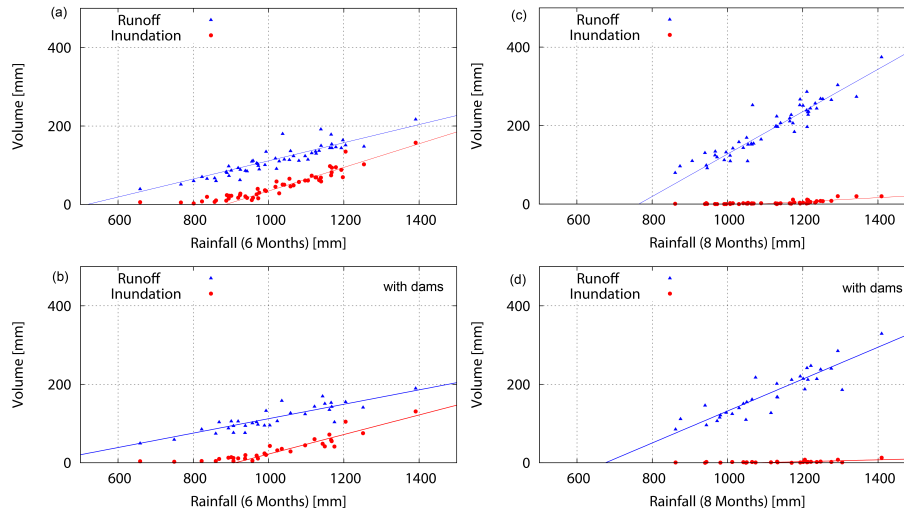 (a)
Runoff
Inundation
400
200
0
Volume [mm]
600 800 1000 1200 1400
Rainfall (6 Months) [mm]
(c)
Runoff
Inundation
400
200
0
Volume [mm]
600 800 1000 1200 1400
Rainfall (8 Months) [mm]
(b)
Runoff
Inundation
with dams
400
200
0
Volume [mm]
600 800 1000 1200 1400
Rainfall (6 Months) [mm]
(d)
Runoff
Inundation
with dams
400
200
0
Volume [mm]
600 800 1000 1200 1400
Rainfall (8 Months) [mm]